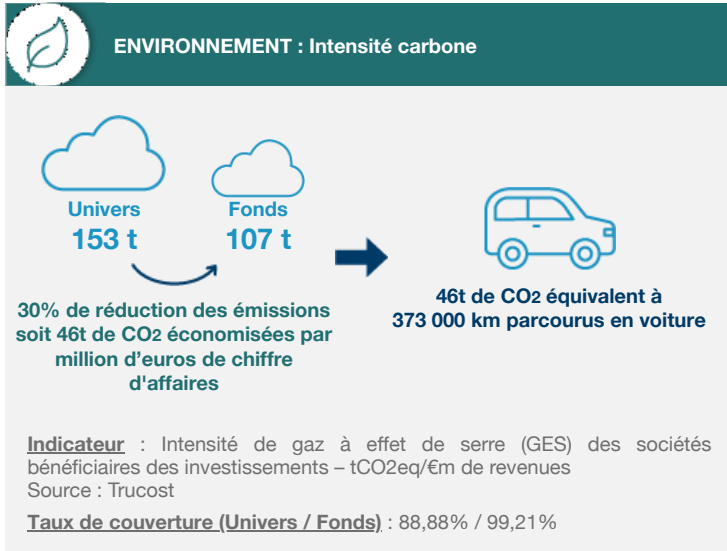 ENVIRONNEMENT : Intensité carbone
Univers
153 t
Fonds
107 t
30% de réduction des émissions
soit 46t de CO2 économisées par
million d'euros de chiffre
d'affaires
46t de CO2 équivalent à
373 000 km parcourus en voiture
Indicateur : Intensité de gaz à effet de serre (GES) des sociétés
bénéficiaires des investissements – tCO2eq/€m de revenues
Source : Trucost
Taux de couverture (Univers / Fonds) : 88,88% / 99,21%